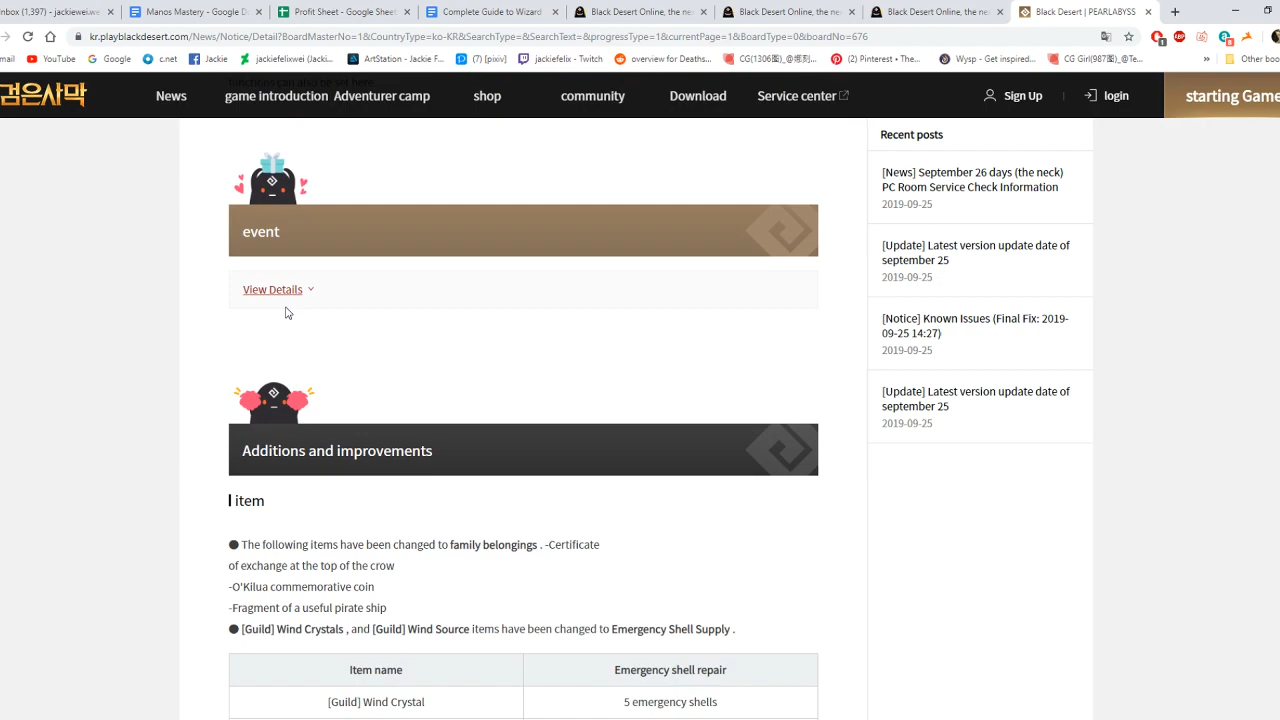 Inbox (1,397) - jackiewei.wei
Manos Mastery - Google D
Profit Sheet - Google Sheet
Complete Guide to Wizard
Black Desert Online, the ne
Black Desert Online, the ne
Black Desert Online, the ne
Black Desert | PEARLABYSS
kr.playblackdesert.com/News/Notice/Detail?BoardMasterNo=1&CountryType=ko-KR&SearchType=&SearchText=&progressType=1&currentPage=1&BoardType=0&boardNo=676
mail
YouTube
Google
c.net
Jackie
jackiefelixwei (Jacki...
ArtStation - Jackie F...
[pixiv]
jackiefelix - Twitch
overview for Deaths...
Pinterest • The...
Wysp - Get inspired...
Other boo
검은사막
News
game introduction
Adventurer camp
shop
community
Download
Service center
Sign Up
login
starting Game
event
View Details
Additions and improvements
item
● The following items have been changed to family belongings . -Certificate
of exchange at the top of the crow
-O'Kilua commemorative coin
-Fragment of a useful pirate ship
● [Guild] Wind Crystals , and [Guild] Wind Source items have been changed to Emergency Shell Supply .
Item name
Emergency shell repair
[Guild] Wind Crystal
5 emergency shells
Recent posts
[News] September 26 days (the neck)
PC Room Service Check Information
2019-09-25
[Update] Latest version update date of
september 25
2019-09-25
[Notice] Known Issues (Final Fix: 2019-
09-25 14:27)
2019-09-25
[Update] Latest version update date of
september 25
2019-09-25